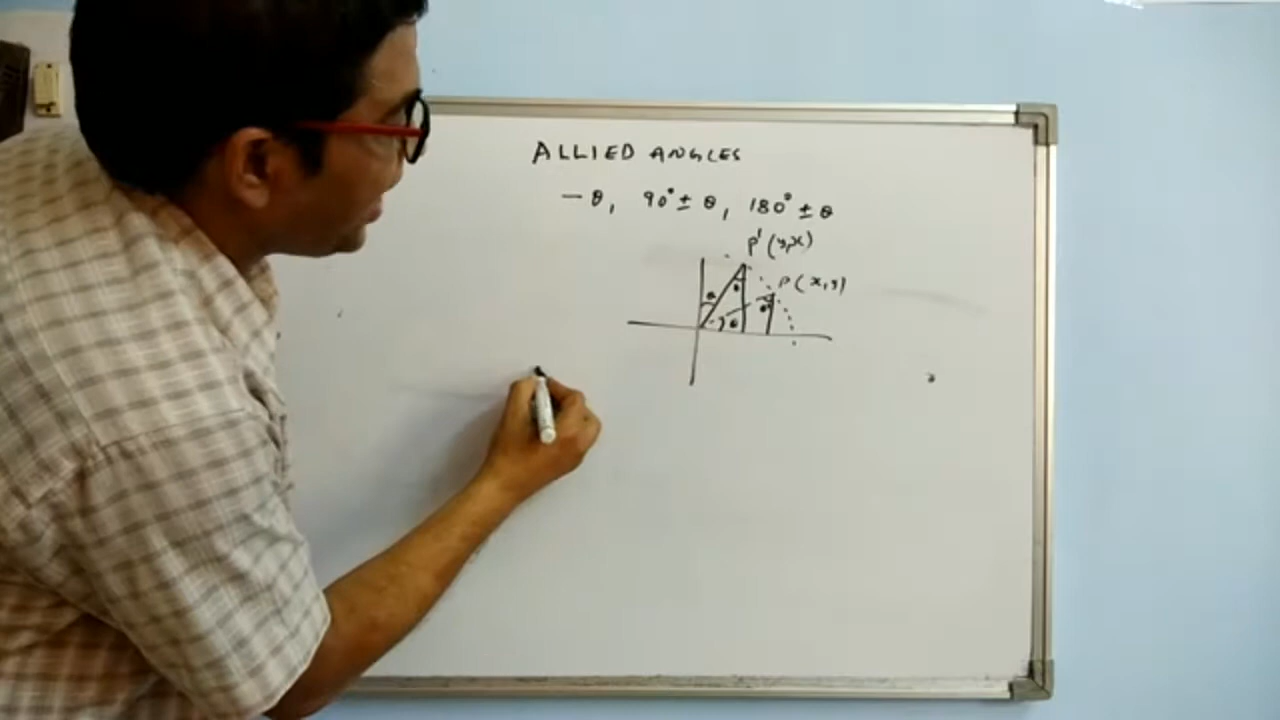 ALLIED ANGLES
−θ, 90° ± θ, 180° ± θ
P'(y,x)
P(x,y)
θ θ
θ θ